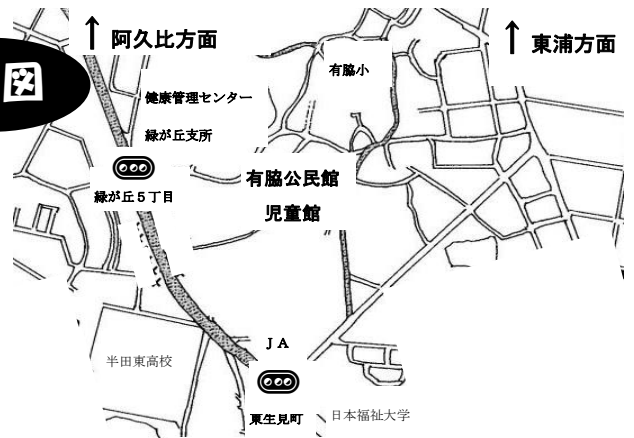 阿久比方面
東浦方面
図
有脇小
健康管理センター
緑が丘支所
緑が丘５丁目
有脇公民館
児童館
ＪＡ
半田東高校
東生見町
日本福祉大学